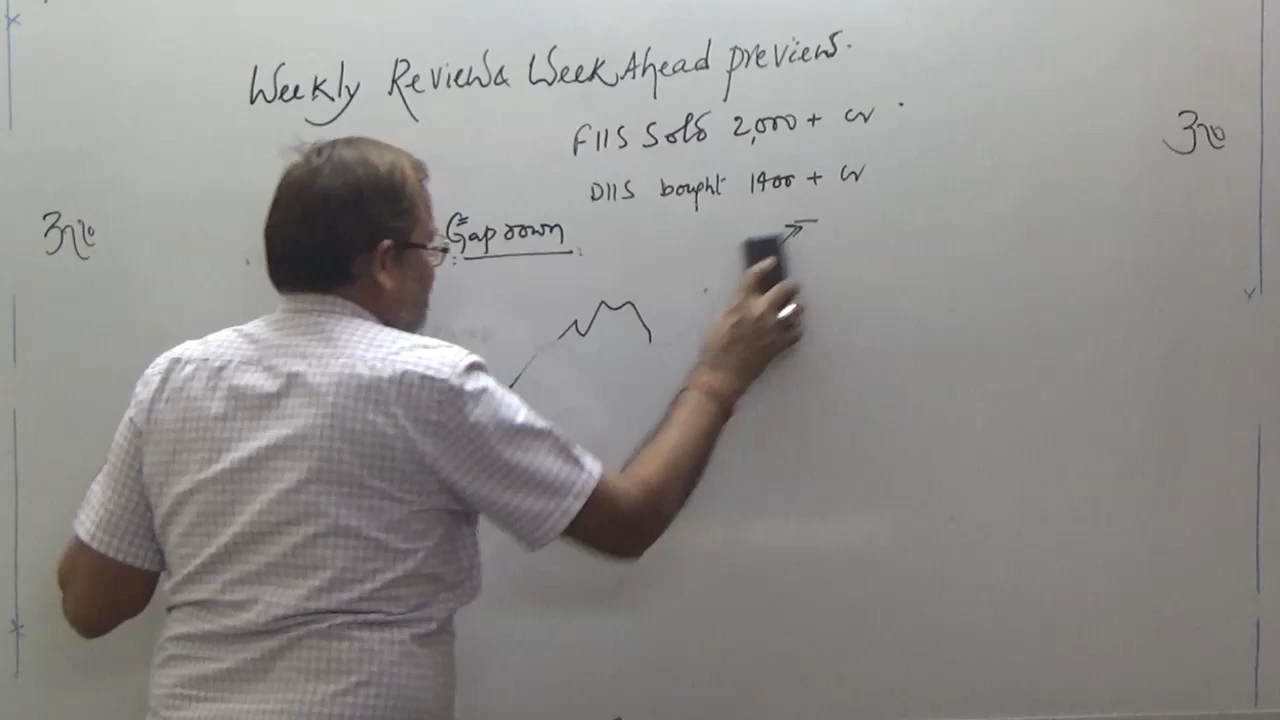 Weekly Review & Week Ahead preview.
FIIS Sold 2,000 + cr
DIIS bought 1400 + cr
Gap down